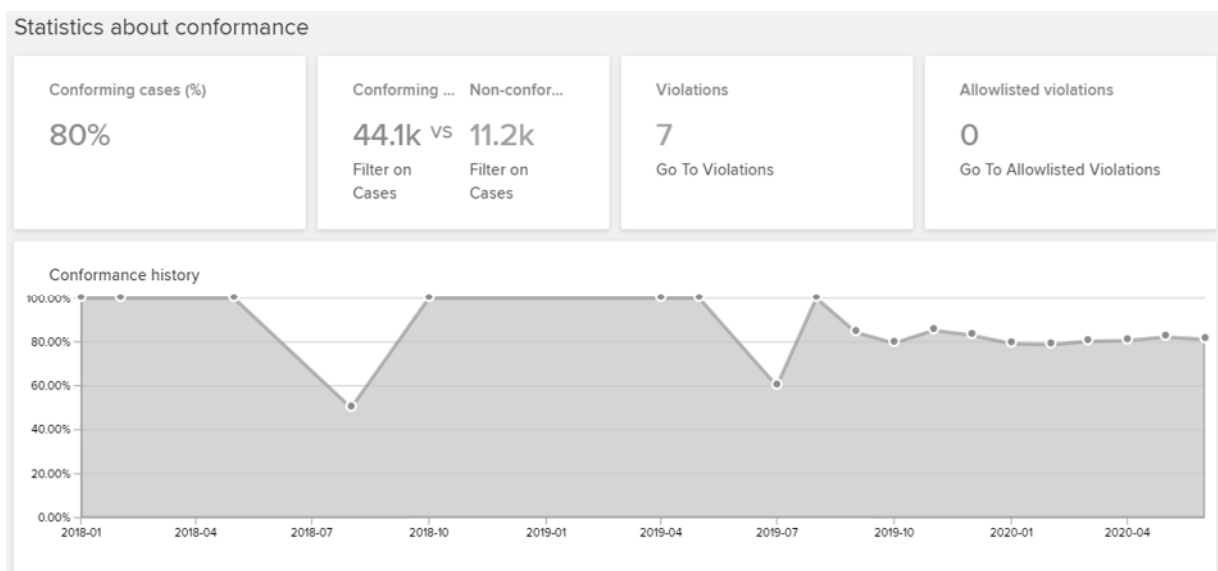 Statistics about conformance
Conforming cases (%)
80%
Conforming ... Non-confor...
44.1k vs 11.2k
Filter on Cases
Filter on Cases
Violations
7
Go To Violations
Allowlisted violations
0
Go To Allowlisted Violations
Conformance history
100.00%
80.00%
60.00%
40.00%
20.00%
0.00%
2018-01 2018-04 2018-07 2018-10 2019-01 2019-04 2019-07 2019-10 2020-01 2020-04